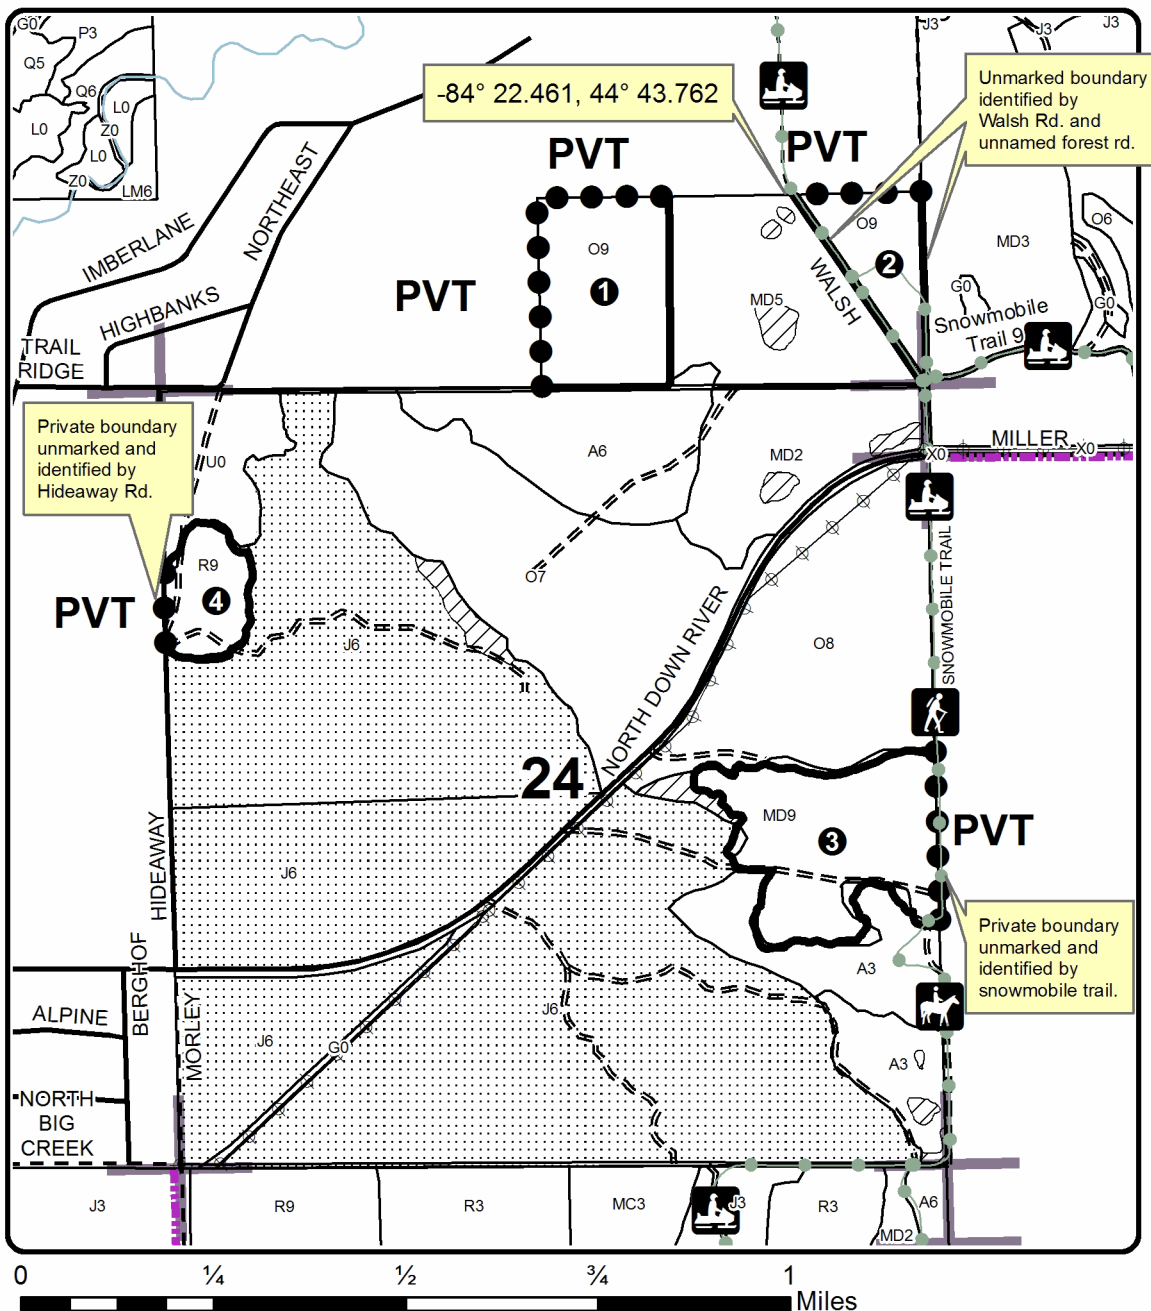 G0
P3
J3
J3
J3
Q5
Q6
L0
L0
Z0
L0
Z0
LM6
-84° 22.461, 44° 43.762
Unmarked boundary
identified by
Walsh Rd. and
unnamed forest rd.
PVT
PVT
NORTHEAST
IMBERLANE
HIGHBANKS
TRAIL
RIDGE
PVT
O9
1
O9
2
MD5
WALSH
MD3
O6
G0
G0
Snowmobile
Trail 9
Private boundary
unmarked and
identified by
Hideaway Rd.
U0
A6
MD2
MILLER
X0
X0
R9
4
PVT
O7
J6
O8
SNOWMOBILE TRAIL
NORTH DOWN RIVER
24
MD9
3
PVT
J6
HIDEAWAY
Private boundary
unmarked and
identified by
snowmobile trail.
A3
BERGHOF
MORLEY
ALPINE
J6
J6
G0
A3
NORTH
BIG
CREEK
J3
R9
R3
MC3
J3
R3
A6
MD2
0
¼
½
¾
1
Miles